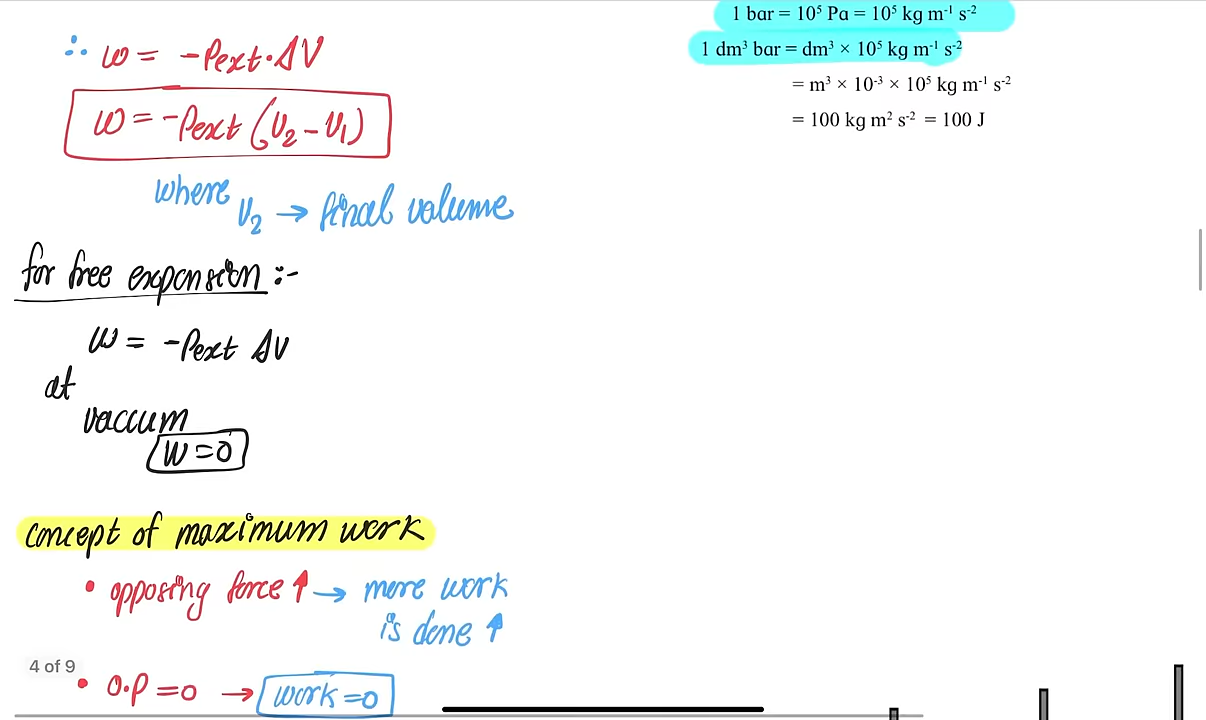 ∴ W = -Pext.ΔV
W = -Pext (V₂ - V₁)
where V₂ → final volume
for free expansion :-
W = -Pext ΔV
at
vaccum
W = 0
concept of maximum work
• opposing force ↑ → more work
is done ↑
4 of 9
• O.P = 0 → work = 0
1 bar = 10⁵ Pa = 10⁵ kg m⁻¹ s⁻²
1 dm³ bar = dm³ × 10⁵ kg m⁻¹ s⁻²
= m³ × 10⁻³ × 10⁵ kg m⁻¹ s⁻²
= 100 kg m² s⁻² = 100 J